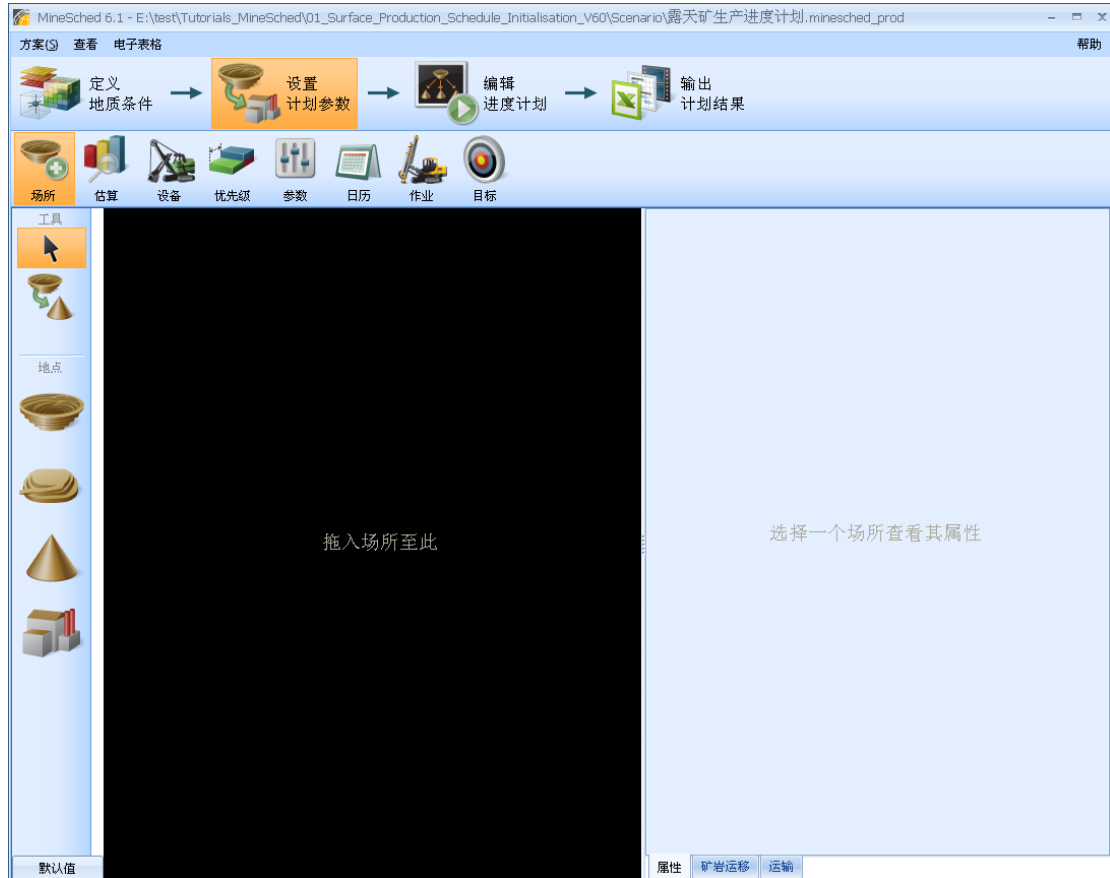 MineSched 6.1 - E:\test\Tutorials_MineSched\01_Surface_Production_Schedule_Initialisation_V60\Scenario\露天矿生产进度计划.minesched_prod
方案(S) 查看 电子表格 帮助
定义
地质条件
设置
计划参数
编辑
进度计划
输出
计划结果
场所 估算 设备 优先级 参数 日历 作业 目标
工具
地点
拖入场所至此
选择一个场所查看其属性
默认值
属性 矿岩运移 运输